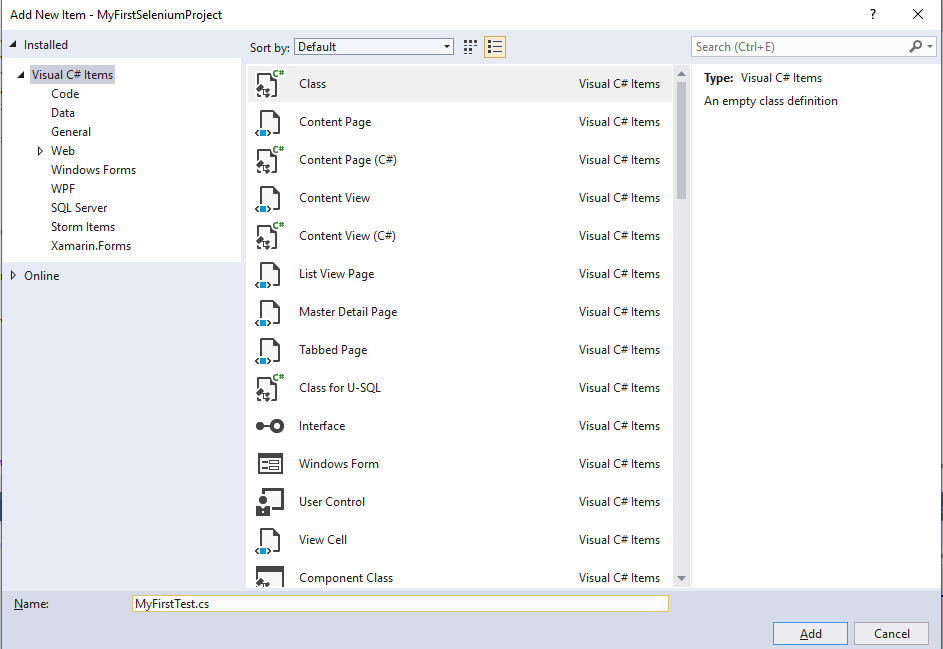 Add New Item - MyFirstSeleniumProject ?
Installed
Visual C# Items
Code
Data
General
Web
Windows Forms
WPF
SQL Server
Storm Items
Xamarin.Forms
Online
Sort by: Default
C# Class Visual C# Items
Content Page Visual C# Items
C# Content Page (C#) Visual C# Items
Content View Visual C# Items
C# Content View (C#) Visual C# Items
List View Page Visual C# Items
Master Detail Page Visual C# Items
Tabbed Page Visual C# Items
C# Class for U-SQL Visual C# Items
Interface Visual C# Items
Windows Form Visual C# Items
User Control Visual C# Items
View Cell Visual C# Items
Component Class Visual C# Items
Search (Ctrl+E)
Type: Visual C# Items
An empty class definition
Name: MyFirstTest.cs
Add Cancel